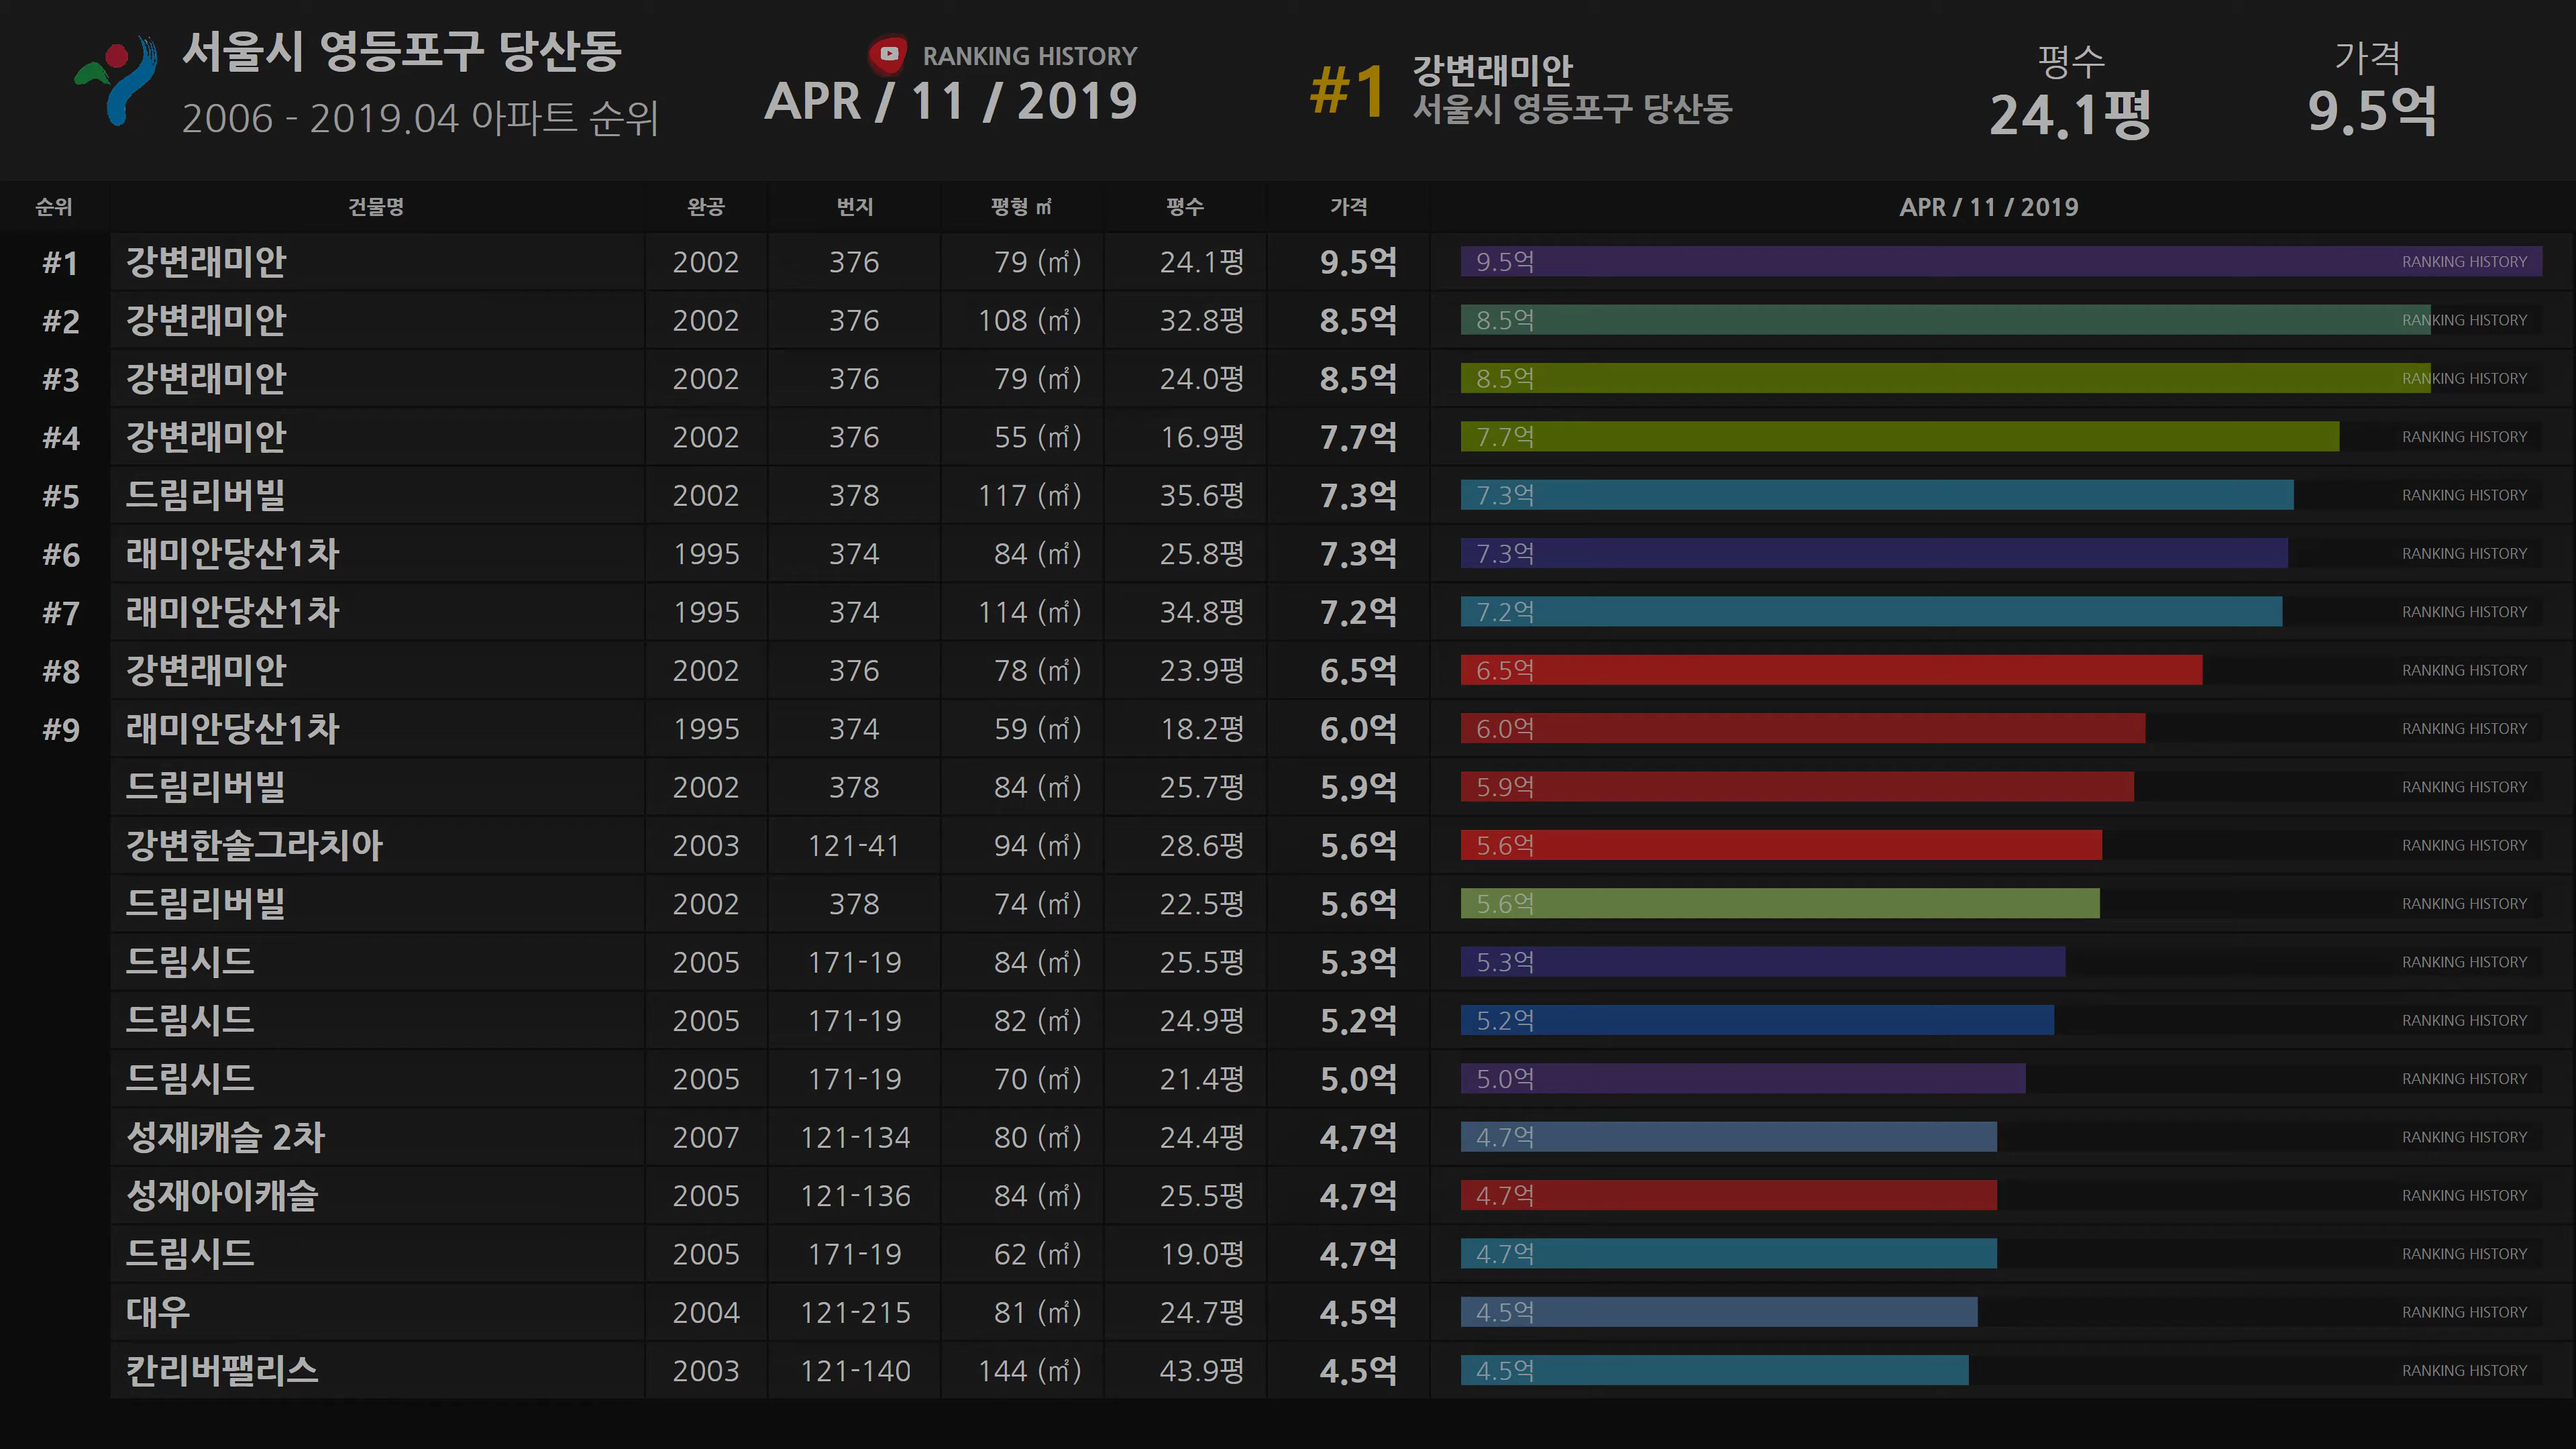 서울시 영등포구 당산동
2006 - 2019.04 아파트 순위
RANKING HISTORY
APR / 11 / 2019
#1 강변래미안
서울시 영등포구 당산동
평수
24.1평
가격
9.5억
순위 건물명 완공 번지 평형 ㎡ 평수 가격 APR / 11 / 2019
#1 강변래미안 2002 376 79 (㎡) 24.1평 9.5억 9.5억 RANKING HISTORY
#2 강변래미안 2002 376 108 (㎡) 32.8평 8.5억 8.5억 RANKING HISTORY
#3 강변래미안 2002 376 79 (㎡) 24.0평 8.5억 8.5억 RANKING HISTORY
#4 강변래미안 2002 376 55 (㎡) 16.9평 7.7억 7.7억 RANKING HISTORY
#5 드림리버빌 2002 378 117 (㎡) 35.6평 7.3억 7.3억 RANKING HISTORY
#6 래미안당산1차 1995 374 84 (㎡) 25.8평 7.3억 7.3억 RANKING HISTORY
#7 래미안당산1차 1995 374 114 (㎡) 34.8평 7.2억 7.2억 RANKING HISTORY
#8 강변래미안 2002 376 78 (㎡) 23.9평 6.5억 6.5억 RANKING HISTORY
#9 래미안당산1차 1995 374 59 (㎡) 18.2평 6.0억 6.0억 RANKING HISTORY
드림리버빌 2002 378 84 (㎡) 25.7평 5.9억 5.9억 RANKING HISTORY
강변한솔그라치아 2003 121-41 94 (㎡) 28.6평 5.6억 5.6억 RANKING HISTORY
드림리버빌 2002 378 74 (㎡) 22.5평 5.6억 5.6억 RANKING HISTORY
드림시드 2005 171-19 84 (㎡) 25.5평 5.3억 5.3억 RANKING HISTORY
드림시드 2005 171-19 82 (㎡) 24.9평 5.2억 5.2억 RANKING HISTORY
드림시드 2005 171-19 70 (㎡) 21.4평 5.0억 5.0억 RANKING HISTORY
성재I캐슬 2차 2007 121-134 80 (㎡) 24.4평 4.7억 4.7억 RANKING HISTORY
성재아이캐슬 2005 121-136 84 (㎡) 25.5평 4.7억 4.7억 RANKING HISTORY
드림시드 2005 171-19 62 (㎡) 19.0평 4.7억 4.7억 RANKING HISTORY
대우 2004 121-215 81 (㎡) 24.7평 4.5억 4.5억 RANKING HISTORY
칸리버팰리스 2003 121-140 144 (㎡) 43.9평 4.5억 4.5억 RANKING HISTORY